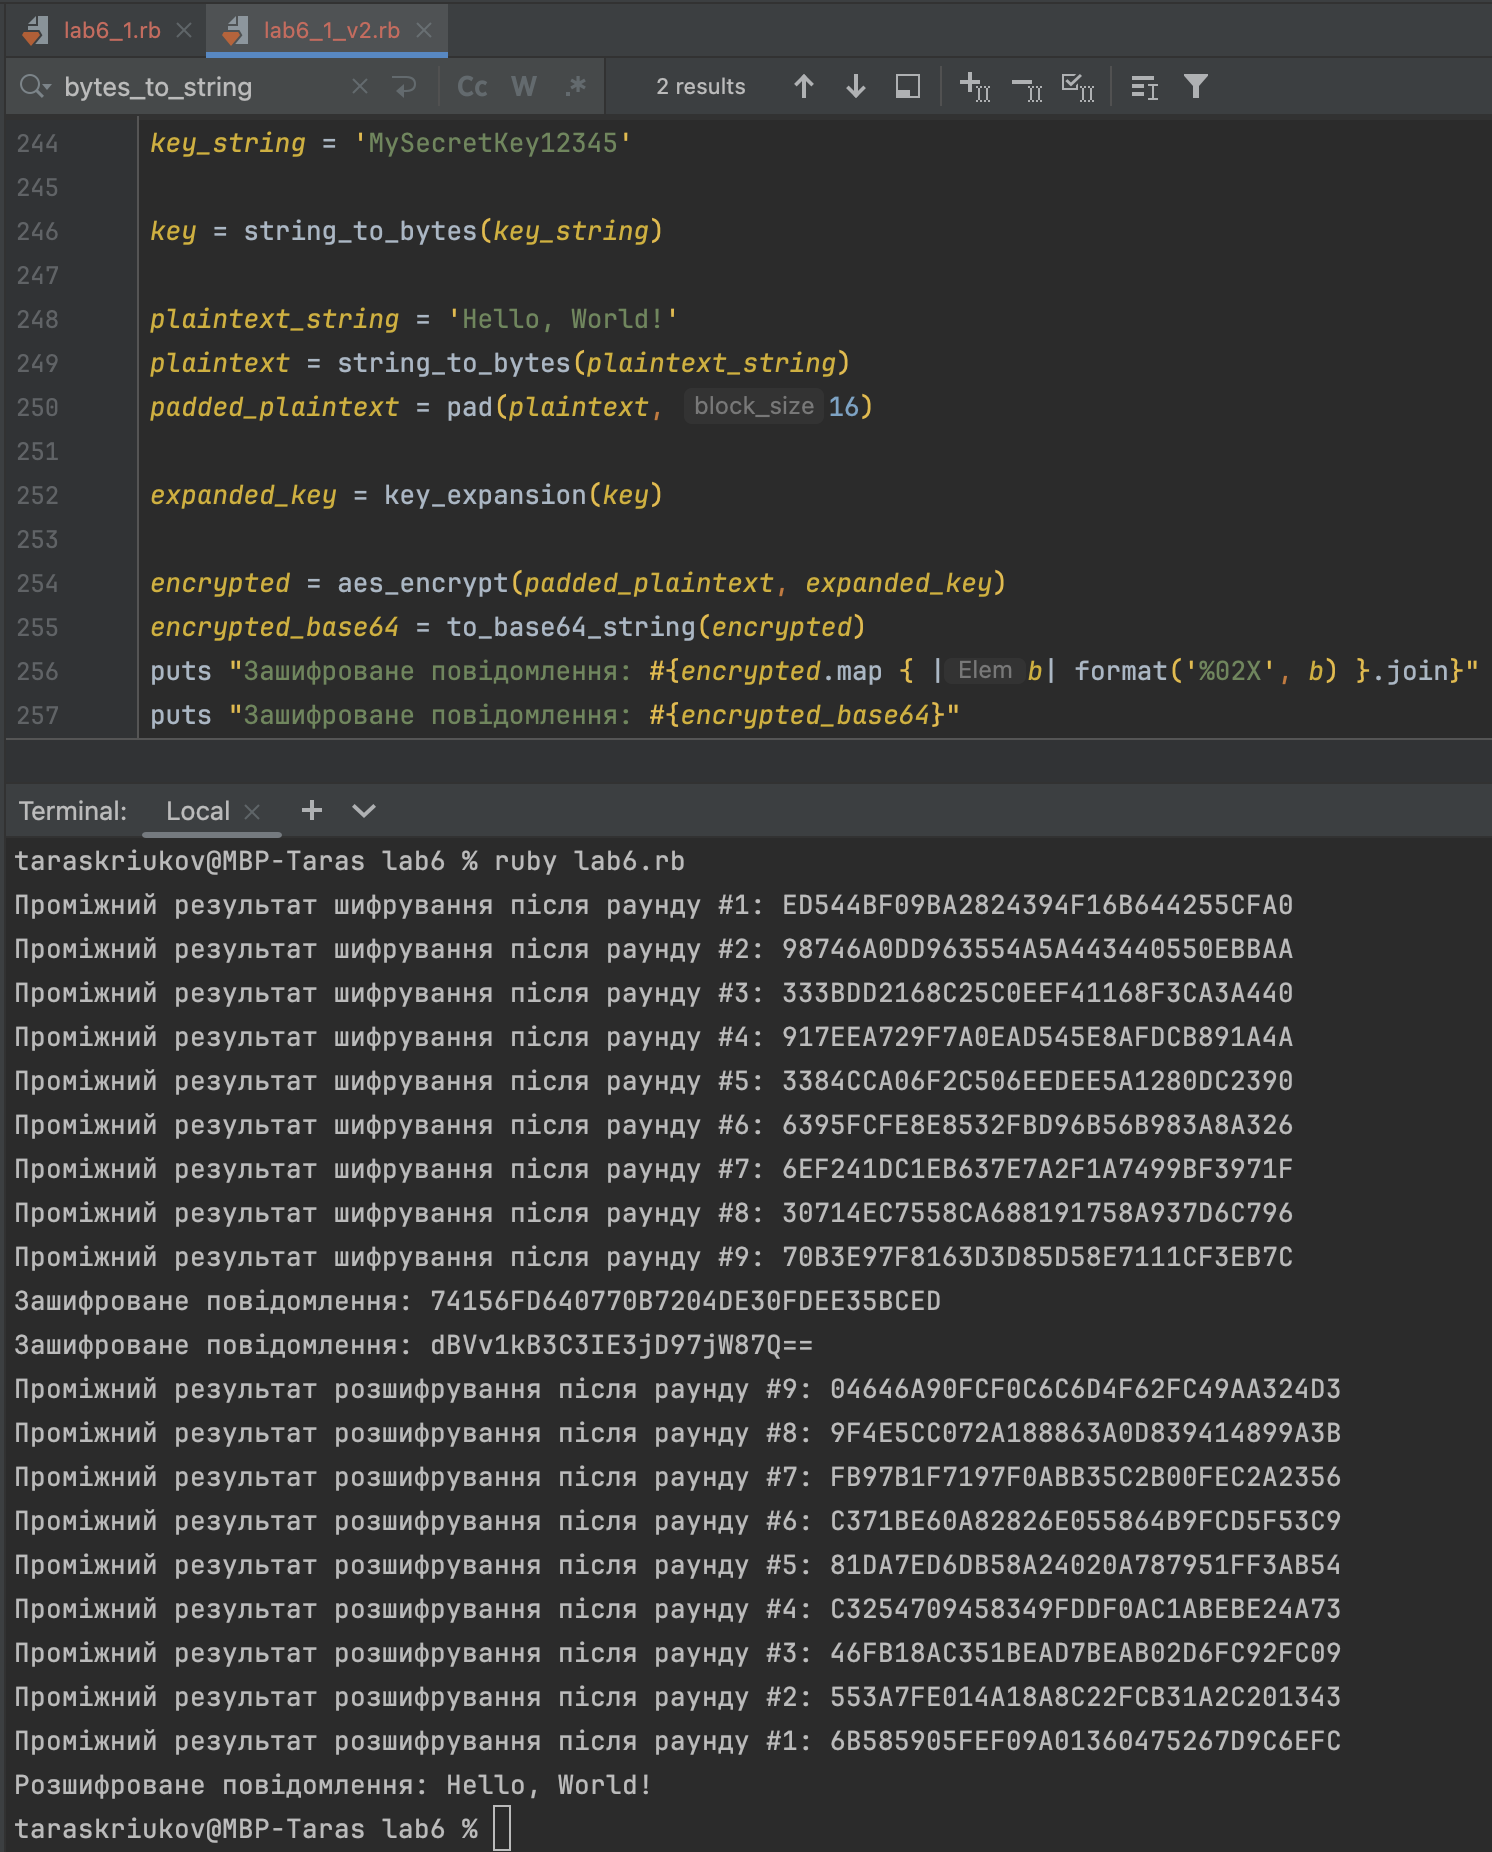 lab6_1.rb lab6_1_v2.rb
bytes_to_string Cc W .* 2 results
244 key_string = 'MySecretKey12345'
245
246 key = string_to_bytes(key_string)
247
248 plaintext_string = 'Hello, World!'
249 plaintext = string_to_bytes(plaintext_string)
250 padded_plaintext = pad(plaintext, block_size 16)
251
252 expanded_key = key_expansion(key)
253
254 encrypted = aes_encrypt(padded_plaintext, expanded_key)
255 encrypted_base64 = to_base64_string(encrypted)
256 puts "Зашифроване повідомлення: #{encrypted.map { | Elem b| format('%02X', b) }.join}"
257 puts "Зашифроване повідомлення: #{encrypted_base64}"
Terminal: Local
taraskriukov@MBP-Taras lab6 % ruby lab6.rb
Проміжний результат шифрування після раунду #1: ED544BF09BA2824394F16B644255CFA0
Проміжний результат шифрування після раунду #2: 98746A0DD963554A5A443440550EBBAA
Проміжний результат шифрування після раунду #3: 333BDD2168C25C0EEF41168F3CA3A440
Проміжний результат шифрування після раунду #4: 917EEA729F7A0EAD545E8AFDCB891A4A
Проміжний результат шифрування після раунду #5: 3384CCA06F2C506EEDEE5A1280DC2390
Проміжний результат шифрування після раунду #6: 6395FCFE8E8532FBD96B56B983A8A326
Проміжний результат шифрування після раунду #7: 6EF241DC1EB637E7A2F1A7499BF3971F
Проміжний результат шифрування після раунду #8: 30714EC7558CA688191758A937D6C796
Проміжний результат шифрування після раунду #9: 70B3E97F8163D3D85D58E7111CF3EB7C
Зашифроване повідомлення: 74156FD640770B7204DE30FDEE35BCED
Зашифроване повідомлення: dBVv1kB3C3IE3jD97jW87Q==
Проміжний результат розшифрування після раунду #9: 04646A90FCF0C6C6D4F62FC49AA324D3
Проміжний результат розшифрування після раунду #8: 9F4E5CC072A188863A0D839414899A3B
Проміжний результат розшифрування після раунду #7: FB97B1F7197F0ABB35C2B00FEC2A2356
Проміжний результат розшифрування після раунду #6: C371BE60A82826E055864B9FCD5F53C9
Проміжний результат розшифрування після раунду #5: 81DA7ED6DB58A24020A787951FF3AB54
Проміжний результат розшифрування після раунду #4: C3254709458349FDDF0AC1ABEBE24A73
Проміжний результат розшифрування після раунду #3: 46FB18AC351BEAD7BEAB02D6FC92FC09
Проміжний результат розшифрування після раунду #2: 553A7FE014A18A8C22FCB31A2C201343
Проміжний результат розшифрування після раунду #1: 6B585905FEF09A01360475267D9C6EFC
Розшифроване повідомлення: Hello, World!
taraskriukov@MBP-Taras lab6 %